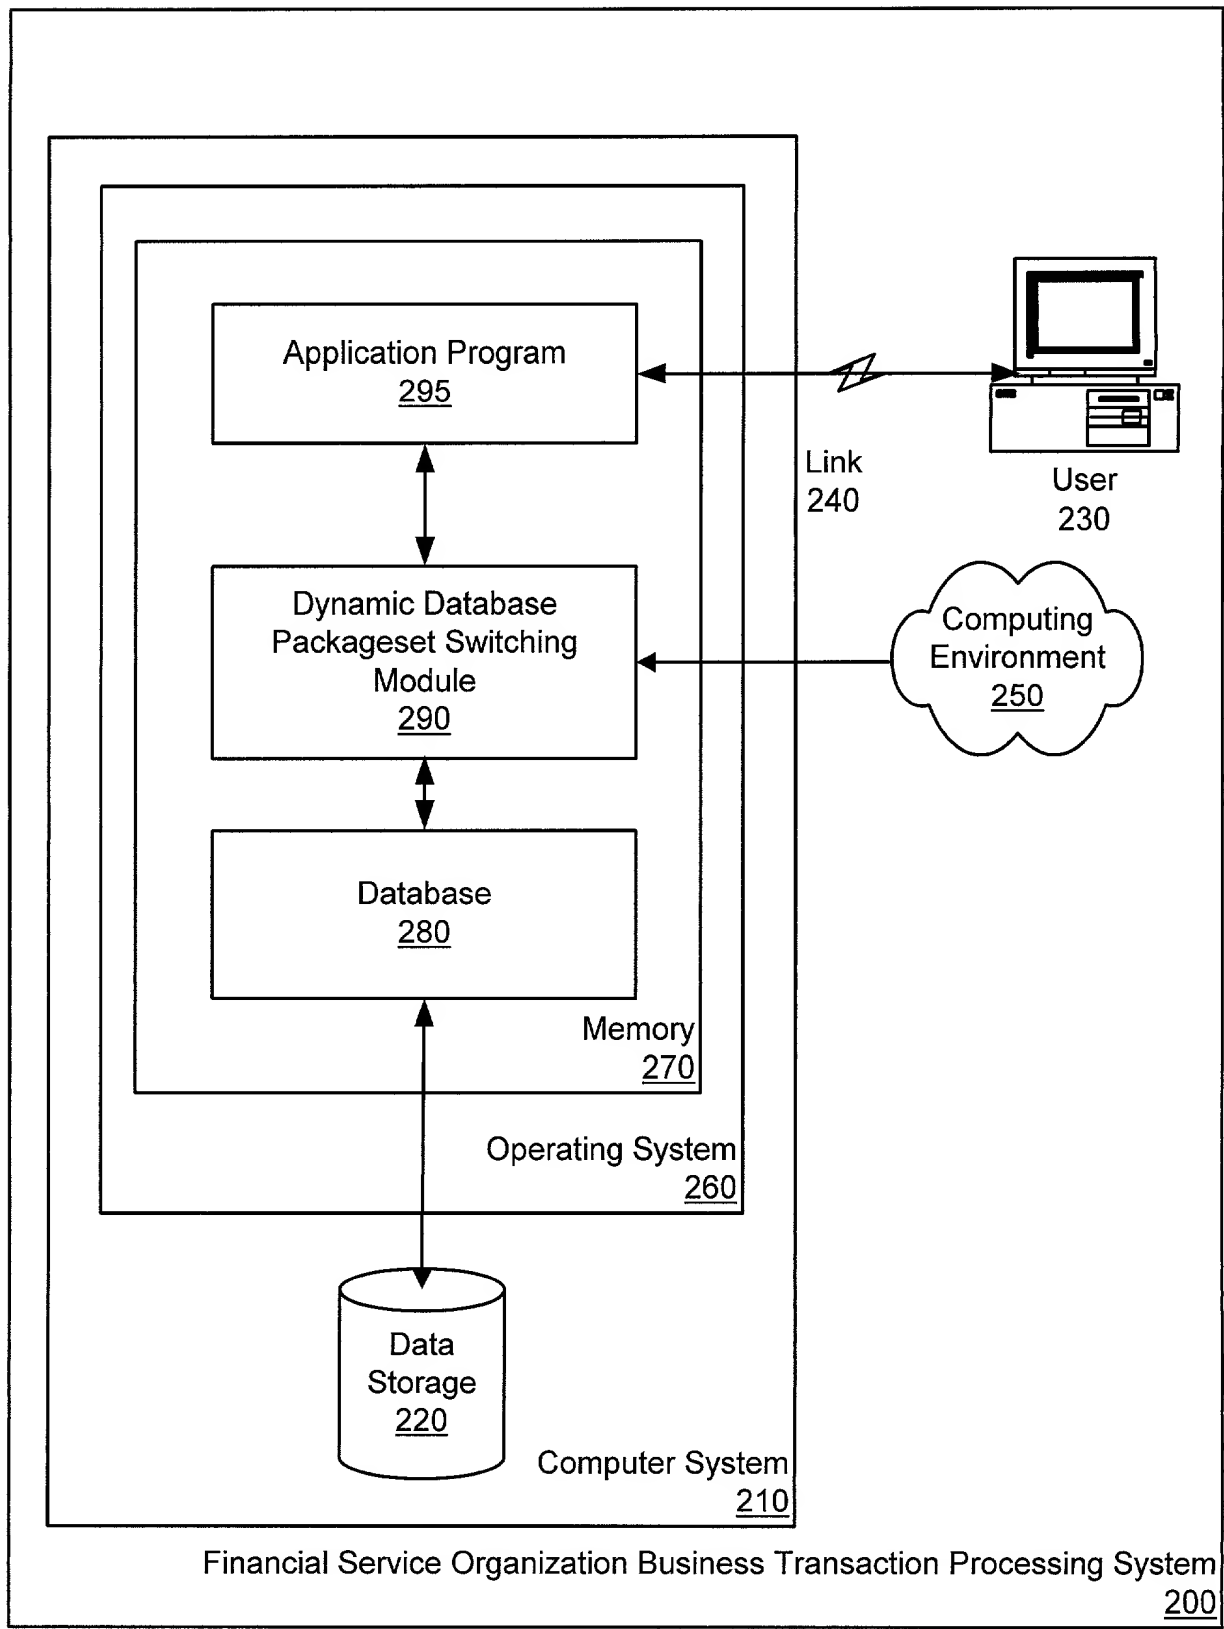 Application Program
295
Link
240
User
230
Dynamic Database
Packageset Switching
Module
290
Computing
Environment
250
Database
280
Memory
270
Operating System
260
Data
Storage
220
Computer System
210
Financial Service Organization Business Transaction Processing System
200